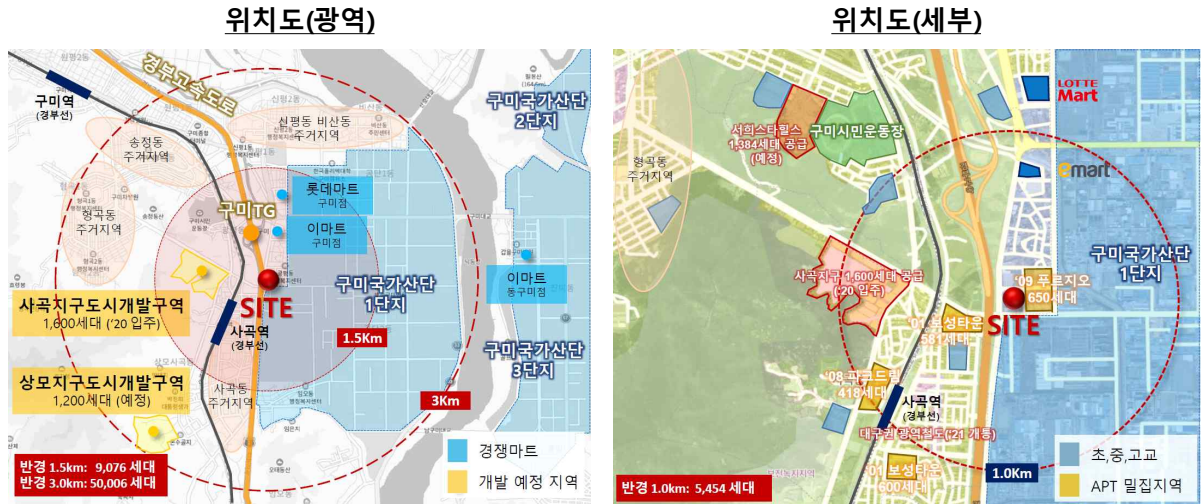 위치도(광역)
경부고속도로
구미역
(경부선)
송정동
주거지역
신평동 비산동
주거지역
구미국가산단
2단지
형곡동
주거지역
구미TG
롯데마트
구미점
이마트
구미점
이마트
동구미점
구미국가산단
1단지
SITE
사곡지구도시개발구역
1,600세대 ('20 입주)
사곡역
(경부선)
1.5Km
구미국가산단
3단지
상모지구도시개발구역
1,200세대 (예정)
사곡동
주거지역
3Km
반경 1.5km: 9,076 세대
반경 3.0km: 50,006 세대
경쟁마트
개발 예정 지역
위치도(세부)
LOTTE
Mart
서희스타힐스
1,384세대 공급
(예정)
구미시민운동장
형곡동
주거지역
emart
구미국가산단
1단지
사곡지구 1,600세대 공급
('20 입주)
'09 푸르지오
650세대
'01 보성타운
581세대
SITE
'08 파크드림
418세대
사곡역
(경부선)
대구권 광역철도('21 개통)
'01 보성타운
600세대
1.0Km
반경 1.0km: 5,454 세대
초,중,고교
APT 밀집지역